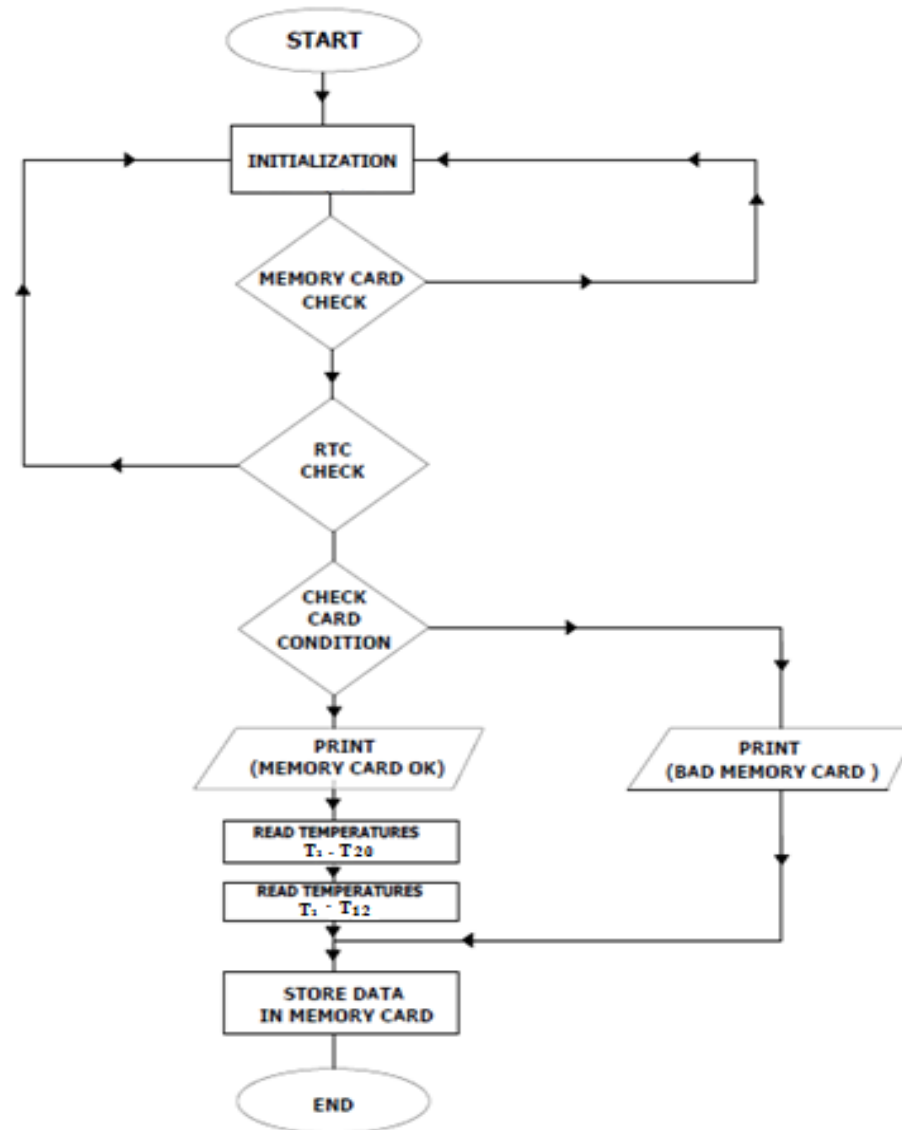 START
INITIALIZATION
MEMORY CARD
CHECK
RTC
CHECK
CHECK
CARD
CONDITION
PRINT
(MEMORY CARD OK)
PRINT
(BAD MEMORY CARD )
READ TEMPERATURES
T₁ - T20
READ TEMPERATURES
T₁ - T12
STORE DATA
IN MEMORY CARD
END